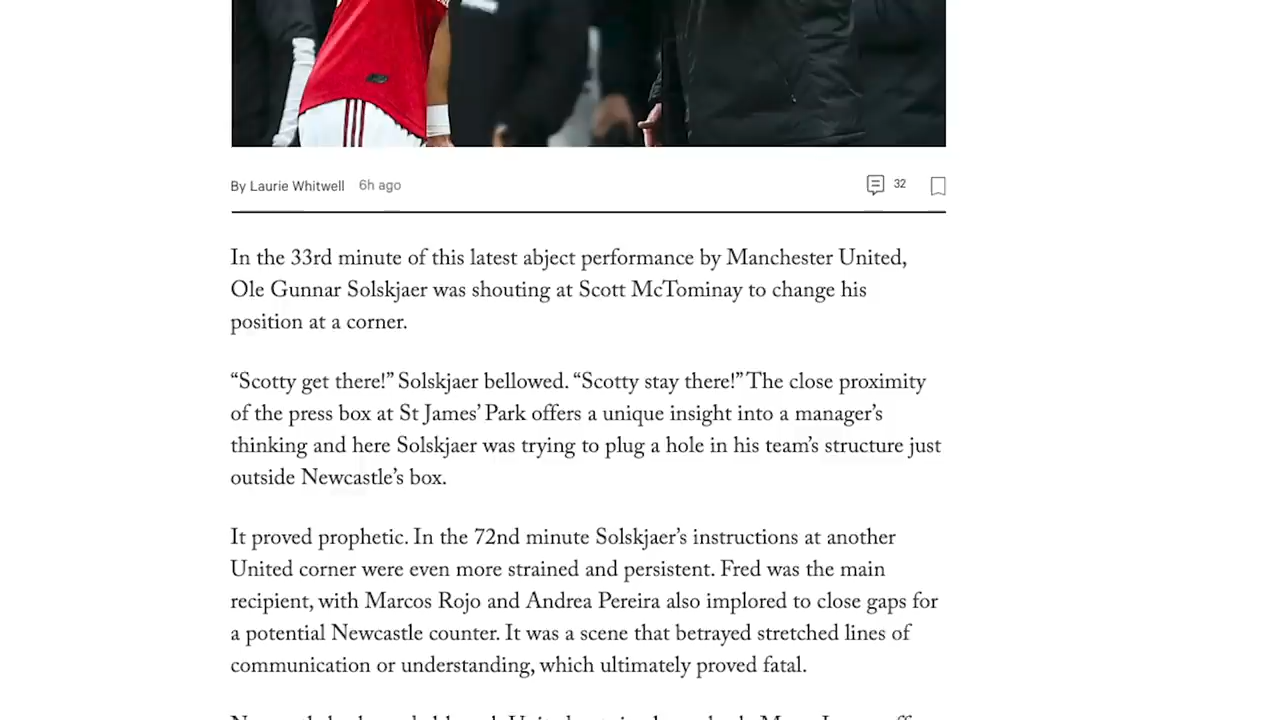 By Laurie Whitwell 6h ago 32
In the 33rd minute of this latest abject performance by Manchester United,
Ole Gunnar Solskjaer was shouting at Scott McTominay to change his
position at a corner.
“Scotty get there!” Solskjaer bellowed. “Scotty stay there!” The close proximity
of the press box at St James’ Park offers a unique insight into a manager’s
thinking and here Solskjaer was trying to plug a hole in his team’s structure just
outside Newcastle’s box.
It proved prophetic. In the 72nd minute Solskjaer’s instructions at another
United corner were even more strained and persistent. Fred was the main
recipient, with Marcos Rojo and Andrea Pereira also implored to close gaps for
a potential Newcastle counter. It was a scene that betrayed stretched lines of
communication or understanding, which ultimately proved fatal.